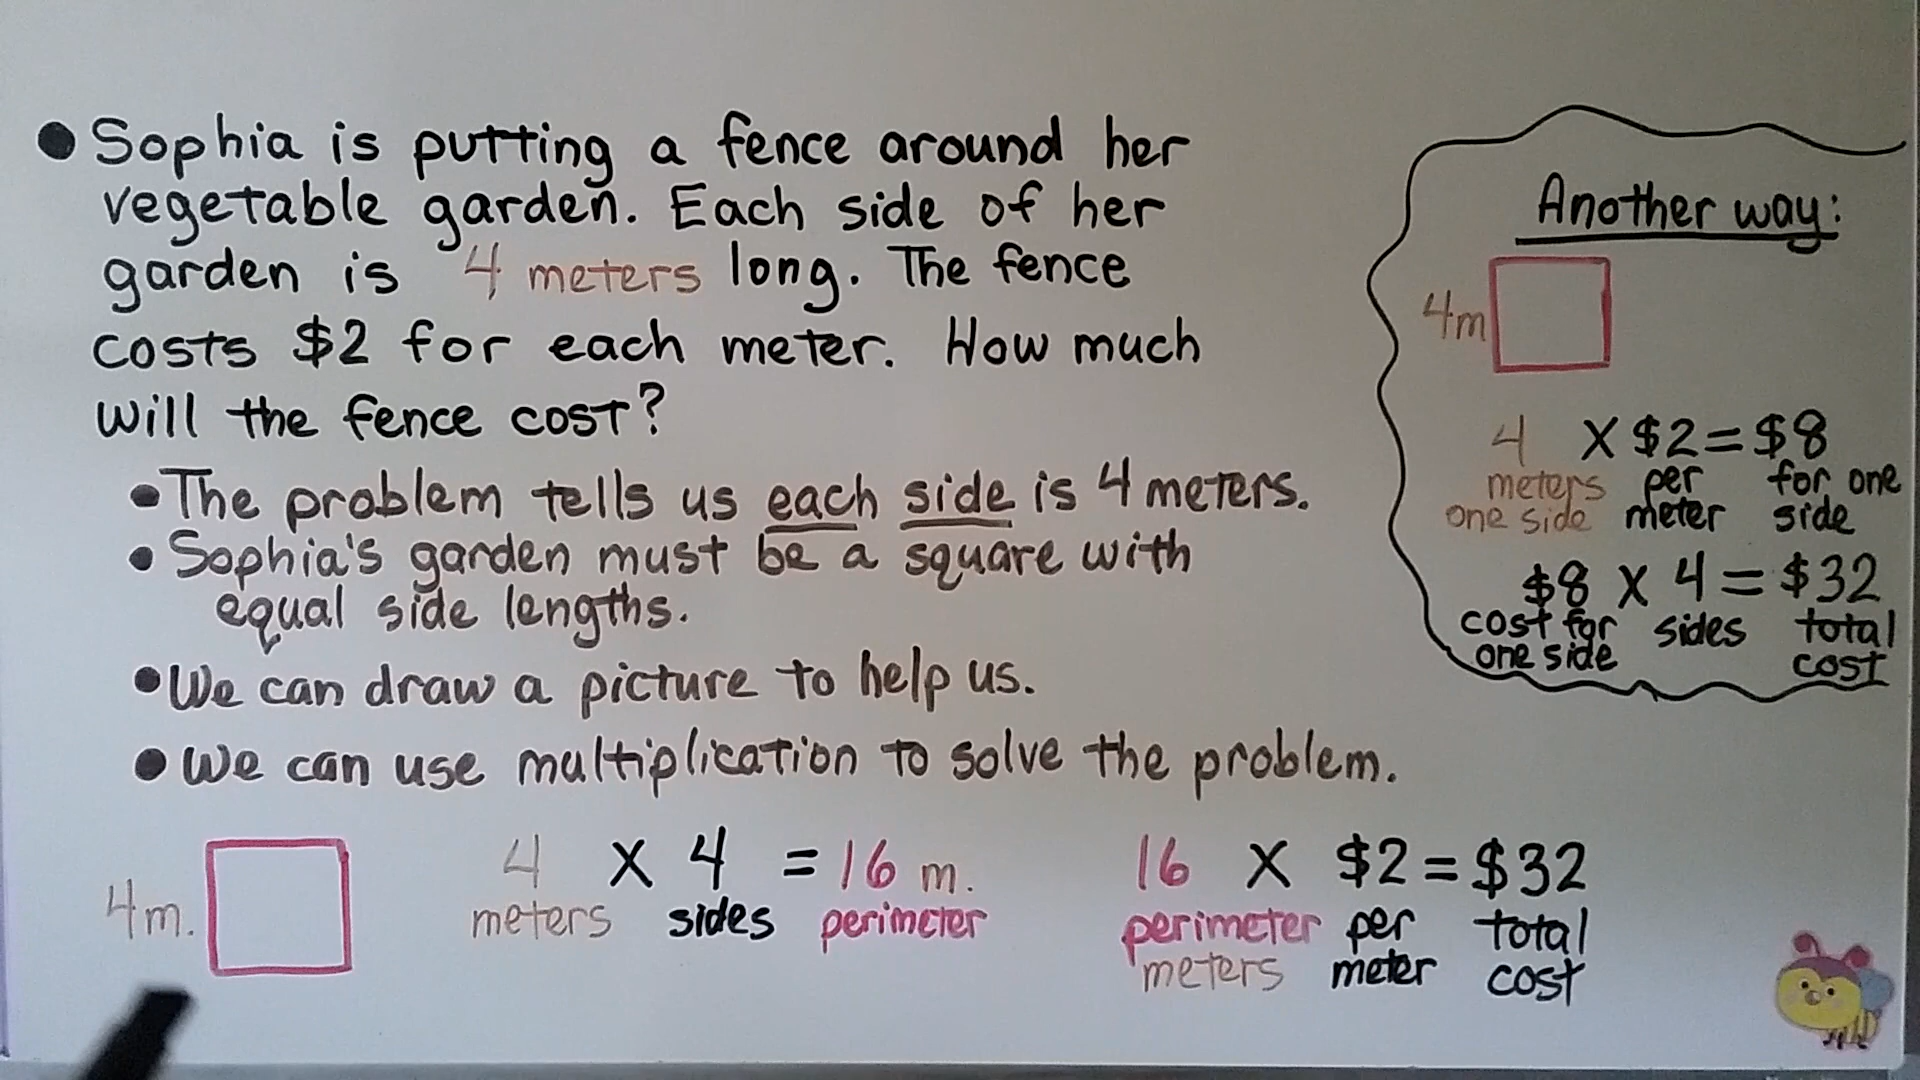 ● Sophia is putting a fence around her
vegetable garden. Each side of her
garden is 4 meters long. The fence
costs $2 for each meter. How much
will the fence cost?
● The problem tells us each side is 4 meters.
● Sophia's garden must be a square with
equal side lengths.
● We can draw a picture to help us.
● We can use multiplication to solve the problem.
4m.
4 X 4 = 16 m.
meters sides perimeter
16 X $2 = $32
perimeter per total
meters meter cost
Another way:
4m
4 X $2 = $8
meters per for one
one side meter side
$8 X 4 = $32
cost for sides total
one side cost